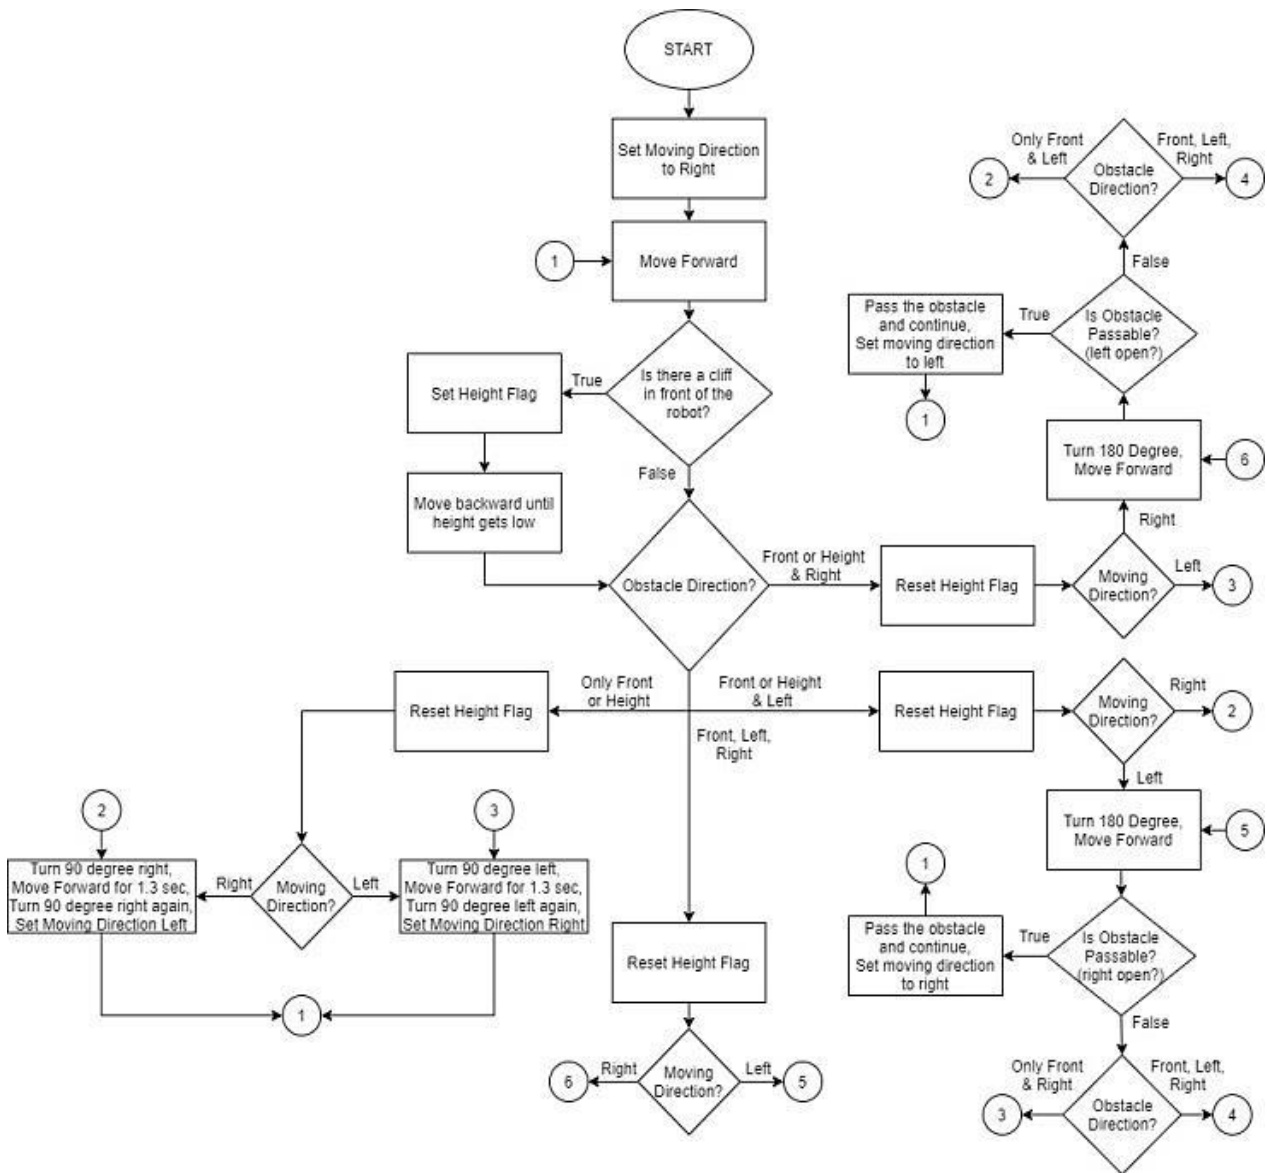 START
Set Moving Direction
to Right
1
Move Forward
Is there a cliff
in front of the
robot?
True
Set Height Flag
Move backward until
height gets low
False
Obstacle Direction?
Front or Height
& Right
Reset Height Flag
Moving
Direction?
Left
3
Right
Turn 180 Degree,
Move Forward
6
Is Obstacle
Passable?
(left open?)
True
Pass the obstacle
and continue,
Set moving direction
to left
1
False
Obstacle
Direction?
Only Front
& Left
2
Front, Left,
Right
4
Only Front
or Height
Reset Height Flag
Moving
Direction?
Right
Left
2
Turn 90 degree right,
Move Forward for 1.3 sec,
Turn 90 degree right again,
Set Moving Direction Left
3
Turn 90 degree left,
Move Forward for 1.3 sec,
Turn 90 degree left again,
Set Moving Direction Right
1
Front, Left,
Right
Reset Height Flag
Moving
Direction?
Right
6
Left
5
Front or Height
& Left
Reset Height Flag
Moving
Direction?
Right
2
Left
Turn 180 Degree,
Move Forward
5
Is Obstacle
Passable?
(right open?)
True
Pass the obstacle
and continue,
Set moving direction
to right
1
False
Obstacle
Direction?
Only Front
& Right
3
Front, Left,
Right
4